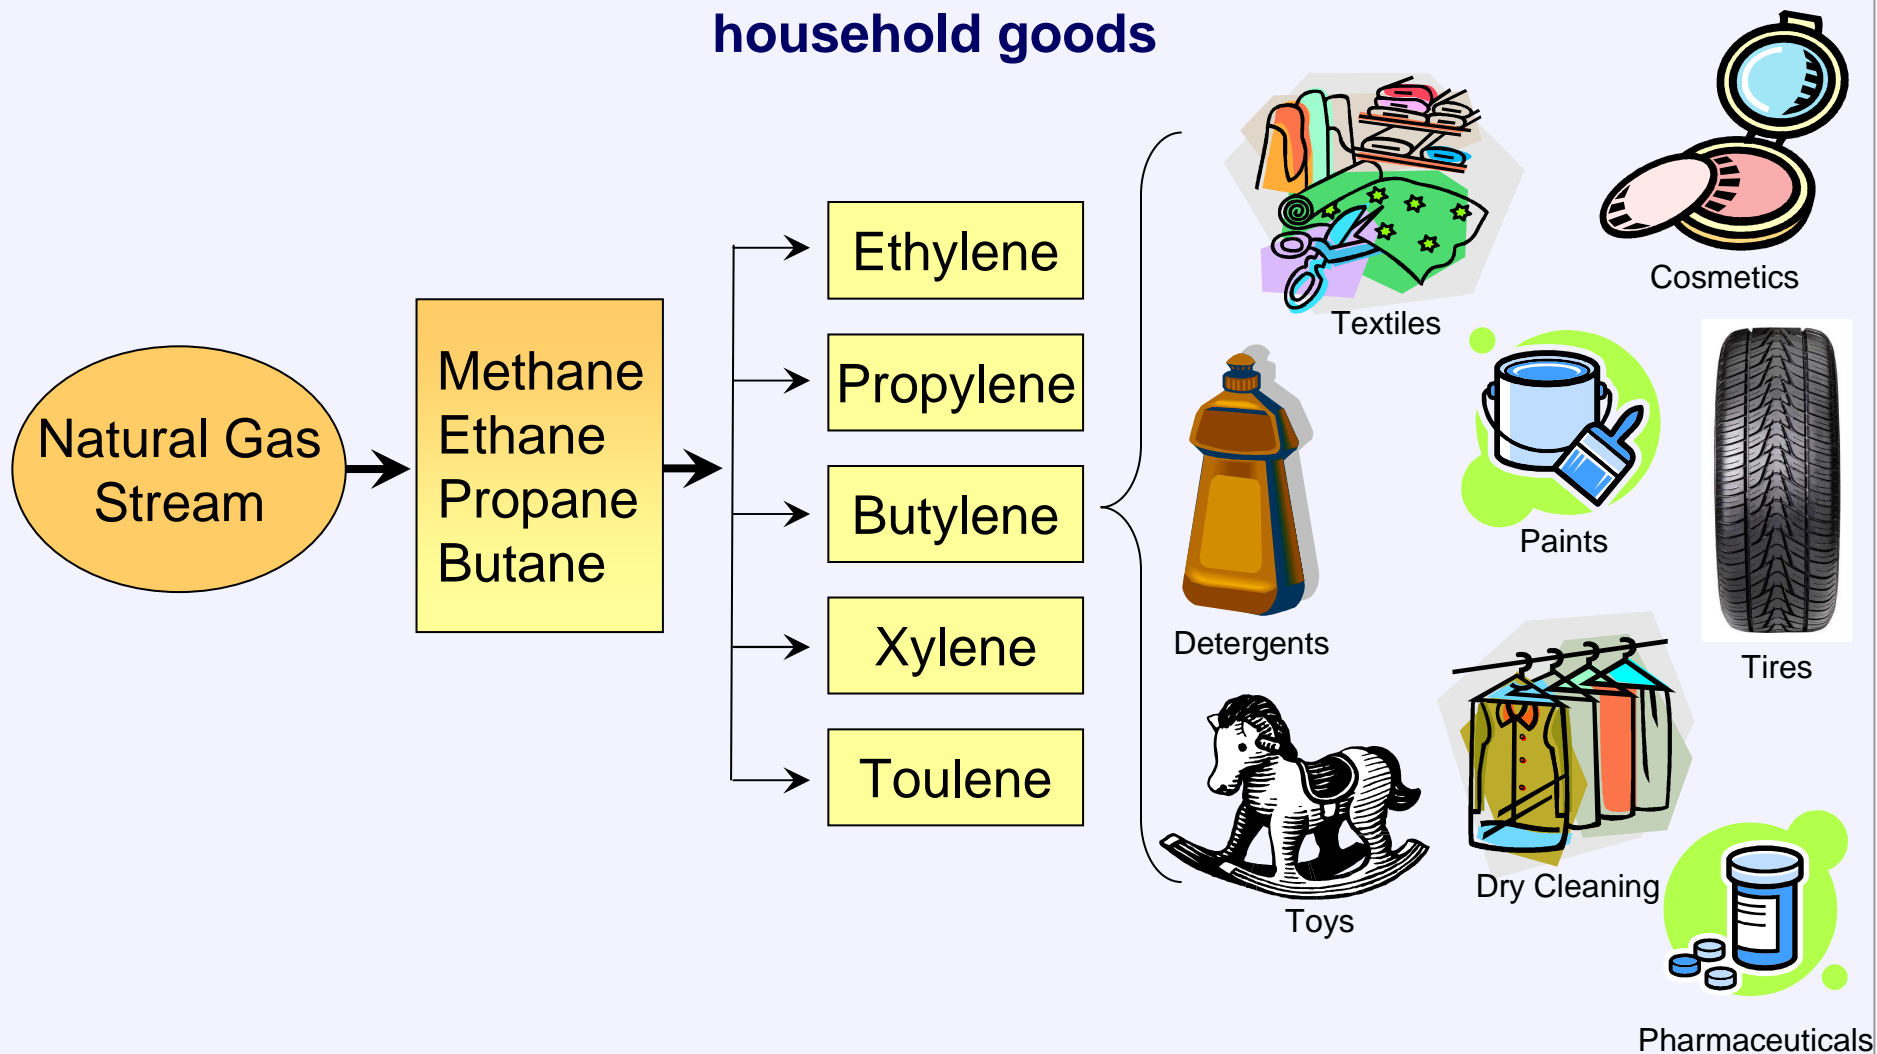 household goods
Natural Gas
Stream
Methane
Ethane
Propane
Butane
Ethylene
Propylene
Butylene
Xylene
Toulene
Textiles
Cosmetics
Detergents
Paints
Tires
Toys
Dry Cleaning
Pharmaceuticals